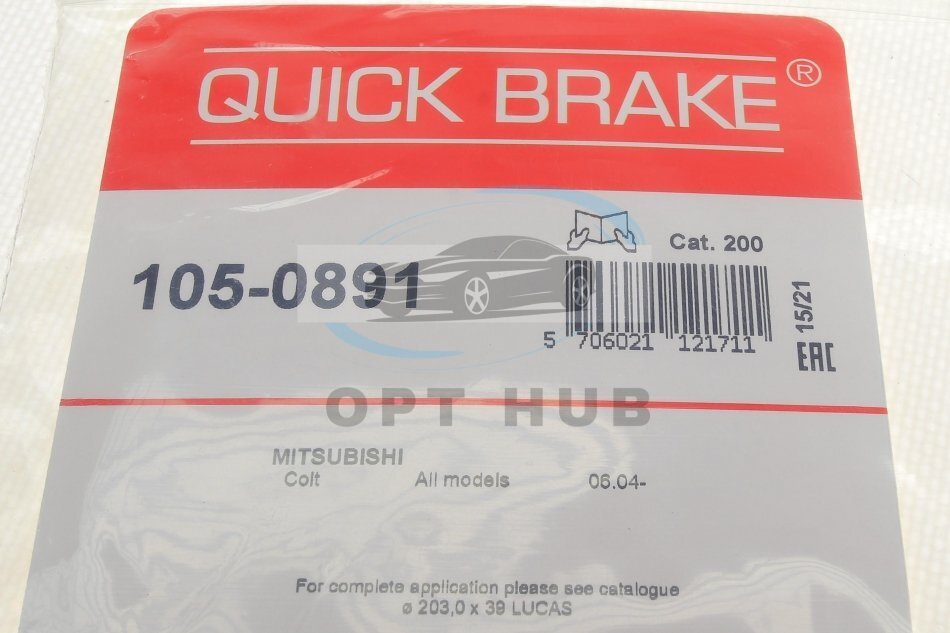 QUICK BRAKE®
Cat. 200
105-0891
5 706021 121711
15/21
EAC
OPT HUB
MITSUBISHI
Colt All models 06.04-
For complete application please see catalogue
ø 203,0 x 39 LUCAS